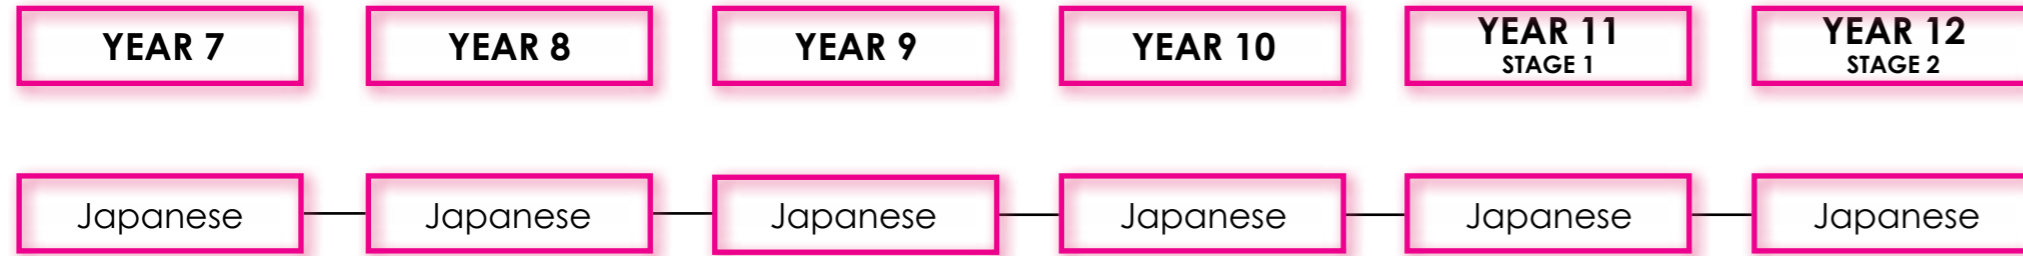 YEAR 7
YEAR 8
YEAR 9
YEAR 10
YEAR 11
STAGE 1
YEAR 12
STAGE 2
Japanese
Japanese
Japanese
Japanese
Japanese
Japanese